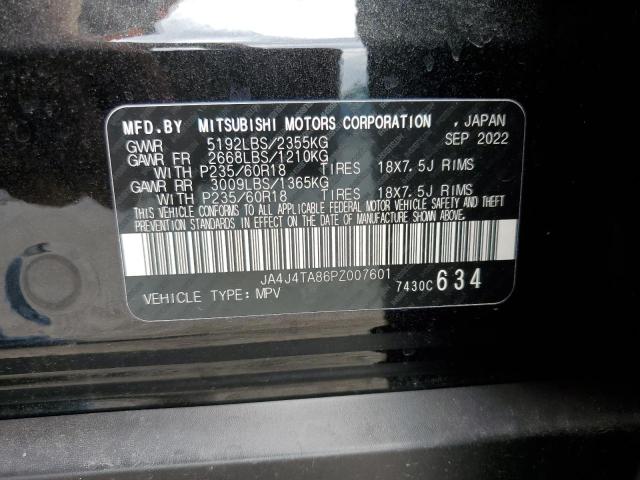 MFD.BY MITSUBISHI MOTORS CORPORATION , JAPAN
GVWR 5192LBS/2355KG SEP 2022
GAWR FR 2668LBS/1210KG
WITH P235/60R18 TIRES 18X7.5J RIMS
GAWR RR 3009LBS/1365KG
WITH P235/60R18 TIRES 18X7.5J RIMS
THIS VEHICLE CONFORMS TO ALL APPLICABLE FEDERAL MOTOR VEHICLE SAFETY AND THEFT
PREVENTION STANDARDS IN EFFECT ON THE DATE OF MANUFACTURE SHOWN ABOVE.
JA4J4TA86PZ007601
VEHICLE TYPE: MPV 7430C 634